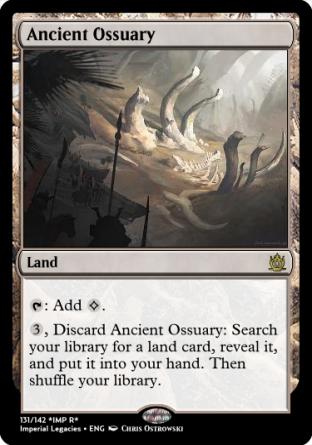 Ancient Ossuary
Land
T: Add C.
3, Discard Ancient Ossuary: Search
your library for a land card, reveal it,
and put it into your hand. Then
shuffle your library.
131/142 *IMP R*
Imperial Legacies • ENG Chris Ostrowski